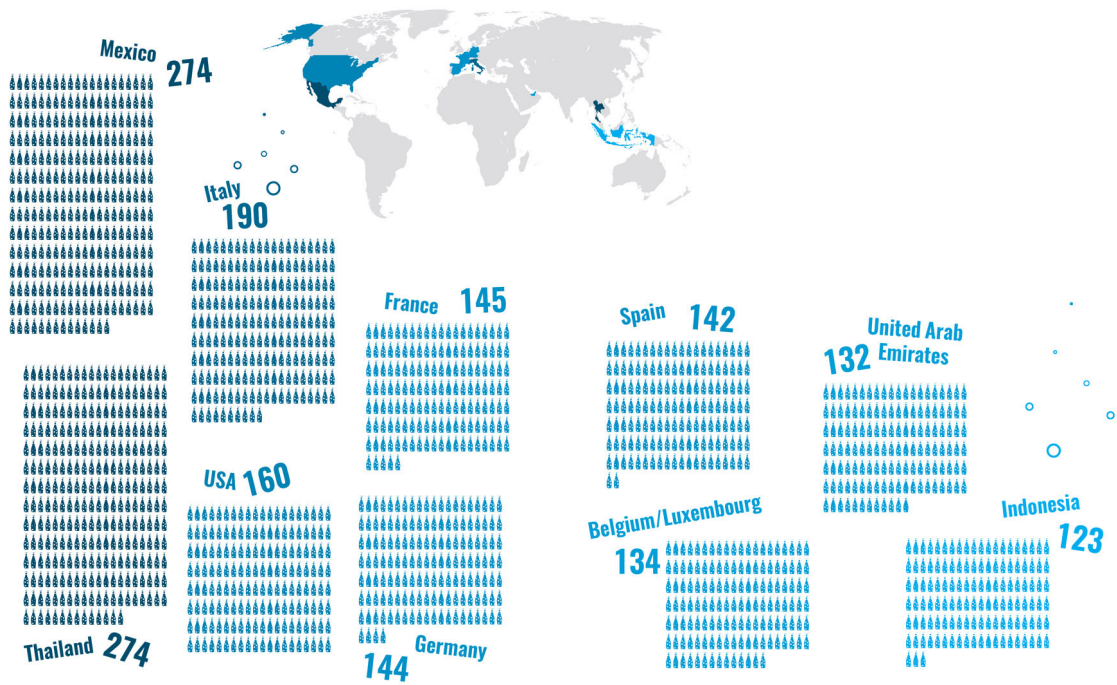 Mexico
274
Italy
190
France 145
Spain 142
United Arab
132 Emirates
USA 160
Belgium/Luxembourg
134
Indonesia
123
Thailand 274
Germany
144